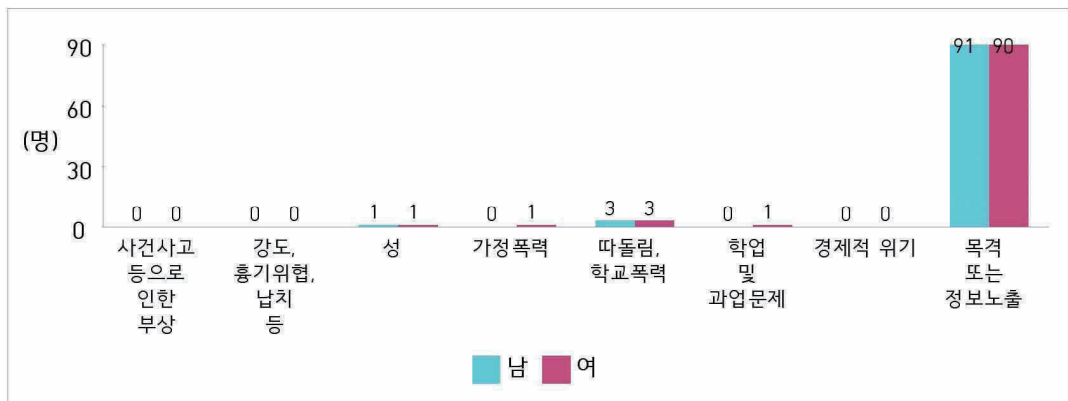 90
60
(명)
30
0
0 0
0 0
1 1
0 1
3 3
0 1
0 0
91 90
사건사고
등으로
인한
부상
강도,
흉기위협,
납치
등
성
가정폭력
따돌림,
학교폭력
학업
및
과업문제
경제적 위기
목격
또는
정보노출
남 여